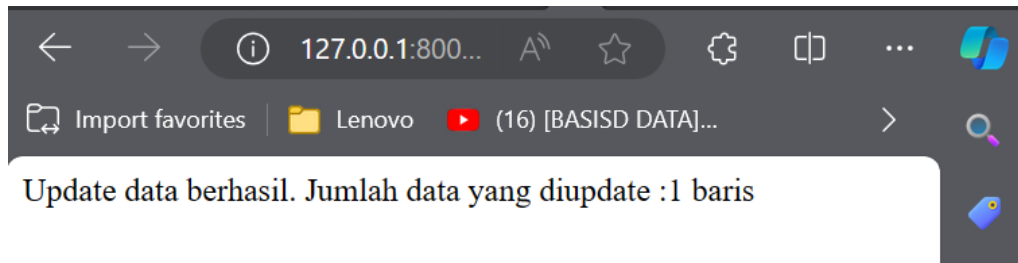 127.0.0.1:800...
Import favorites
Lenovo
(16) [BASISD DATA]...
Update data berhasil. Jumlah data yang diupdate :1 baris